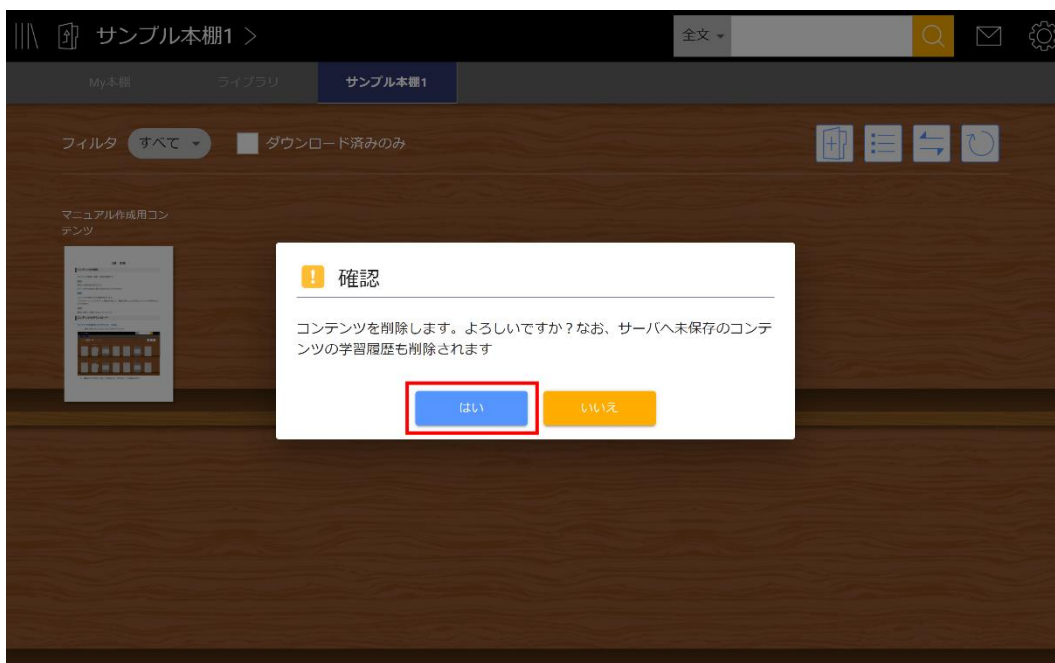 サンプル本棚1 >
全文
My本棚
ライブラリ
サンプル本棚1
フィルタ
すべて
ダウンロード済みのみ
マニュアル作成用コン
テンツ
! 確認
コンテンツを削除します。よろしいですか？なお、サーバへ未保存のコンテ
ンツの学習履歴も削除されます
はい
いいえ